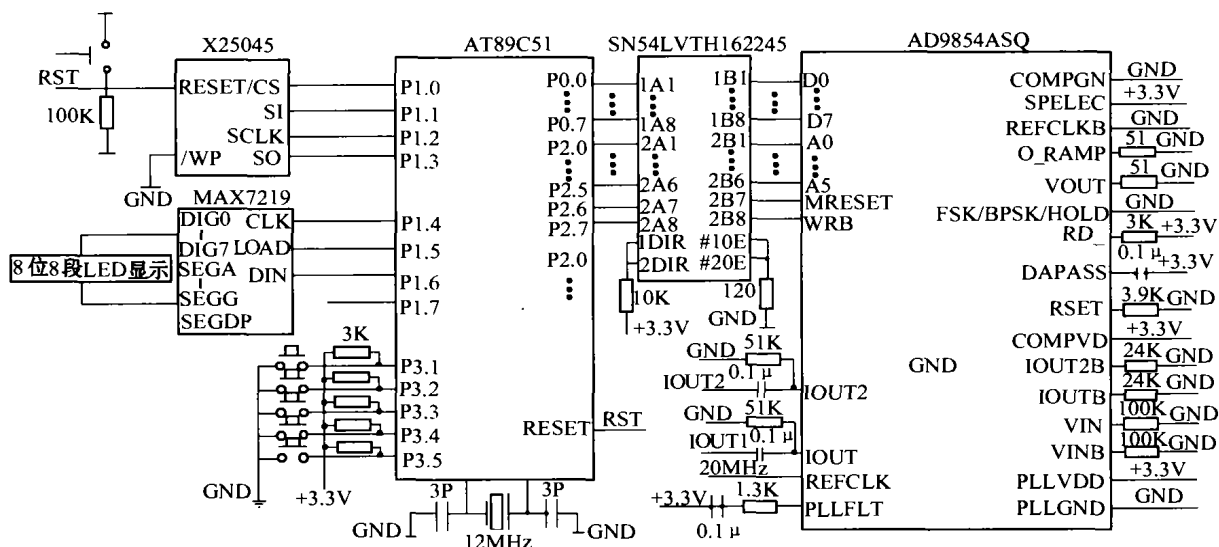 X25045
AT89C51
SN54LVTH162245
AD9854ASQ
RST
100K
RESET/CS
SI
SCLK
/WP
SO
GND
P1.0
P1.1
P1.2
P1.3
MAX7219
DIG0
CLK
DIG7
LOAD
SEGA
DIN
SEGG
SEGDP
8位8段LED显示
P1.4
P1.5
P1.6
P1.7
3K
P3.1
P3.2
P3.3
P3.4
P3.5
GND
+3.3V
P0.0
P0.7
P2.0
P2.5
P2.6
P2.7
P2.0
RESET
RST
3P
3P
GND
GND
12MHz
1A1
1B1
1A8
1B8
2A1
2B1
2A6
2B6
2A7
2B7
2A8
2B8
1DIR
#10E
2DIR
#20E
10K
+3.3V
120
GND
51K
GND
0.1μ
IOUT2
51K
GND
0.1μ
IOUT1
20MHz
+3.3V
1.3K
0.1μ
D0
D7
A0
A5
MRESET
WRB
GND
IOUT2
IOUT
REFCLK
PLLFLT
COMPGN
GND
SPELEC
+3.3V
REFCLKB
GND
O_RAMP
51
GND
VOUT
51
GND
FSK/BPSK/HOLD
GND
RD_
3K
+3.3V
0.1μ
DAPASS
+3.3V
RSET
3.9K
GND
COMPVD
+3.3V
IOUT2B
24K
GND
IOUTB
24K
GND
VIN
100K
GND
VINB
100K
GND
PLLVDD
+3.3V
PLLGND
GND